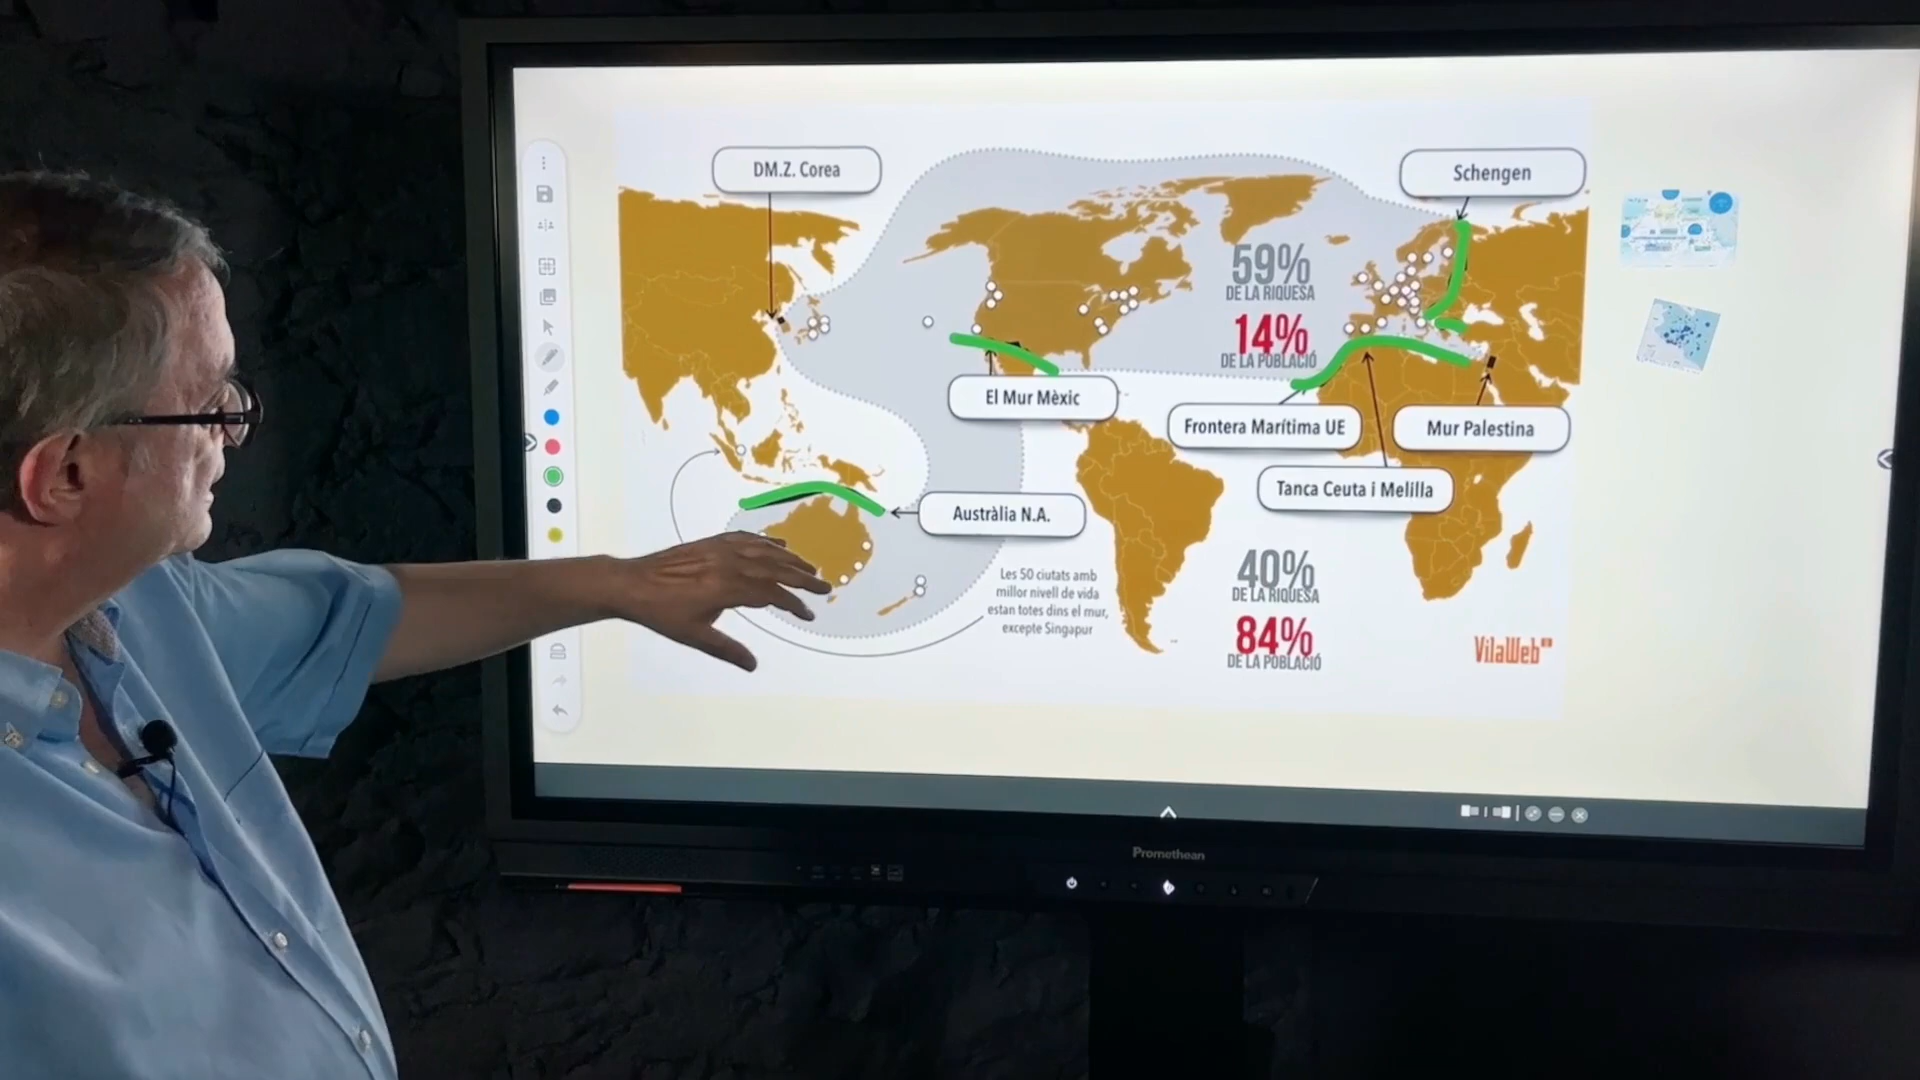 DM.Z. Corea
Schengen
59%
DE LA RIQUESA
14%
DE LA POBLACIÓ
El Mur Mèxic
Frontera Marítima UE
Mur Palestina
Tanca Ceuta i Melilla
Austràlia N.A.
Les 50 ciutats amb
millor nivell de vida
estan totes dins el mur,
excepte Singapur
40%
DE LA RIQUESA
84%
DE LA POBLACIÓ
VilaWeb
Promethean